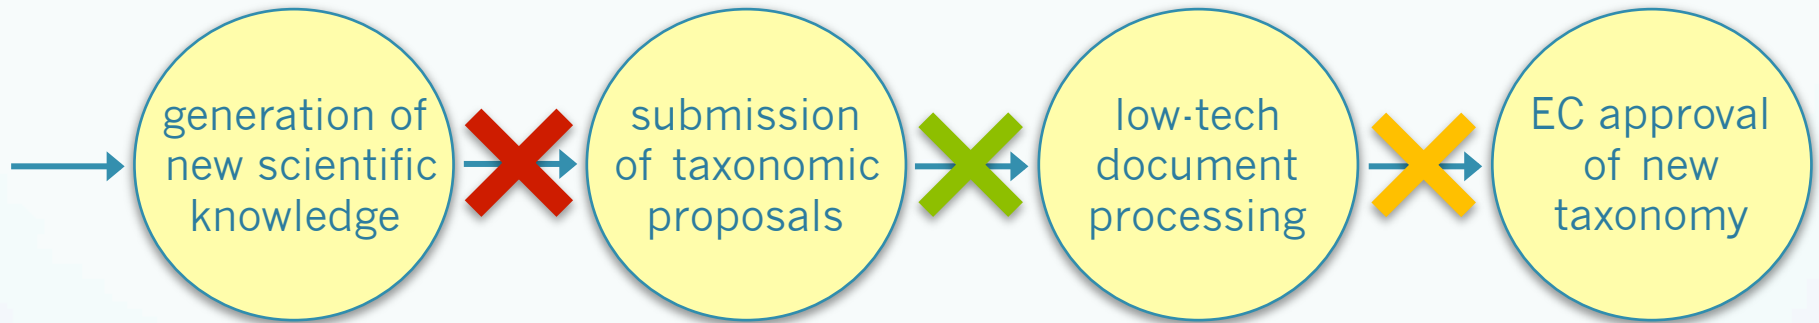 generation of
new scientific
knowledge
submission
of taxonomic
proposals
low-tech
document
processing
EC approval
of new
taxonomy